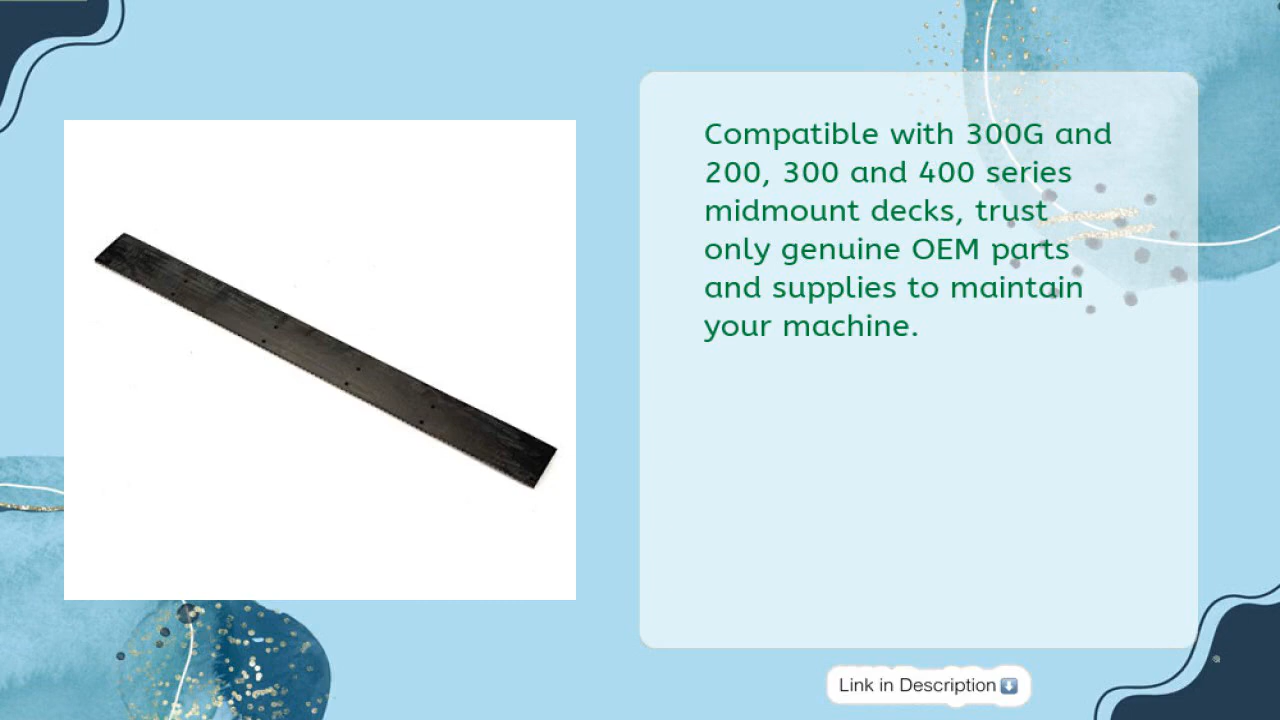 Compatible with 300G and
200, 300 and 400 series
midmount decks, trust
only genuine OEM parts
and supplies to maintain
your machine.
Link in Description⬇️